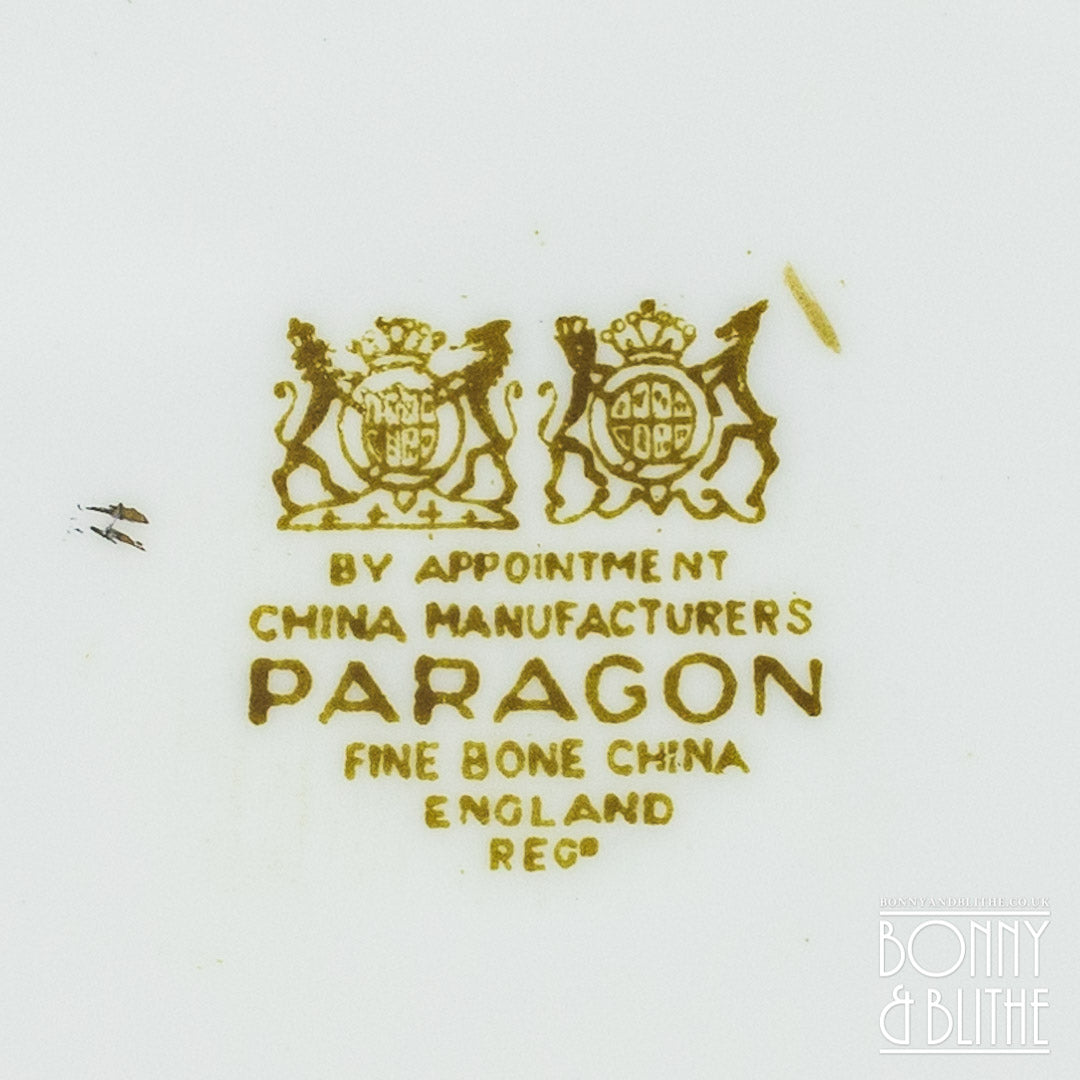 BY APPOINTMENT
CHINA MANUFACTURERS
PARAGON
FINE BONE CHINA
ENGLAND
REGD
BONNYANDBLITHE.CO.UK
BONNY
& BLITHE